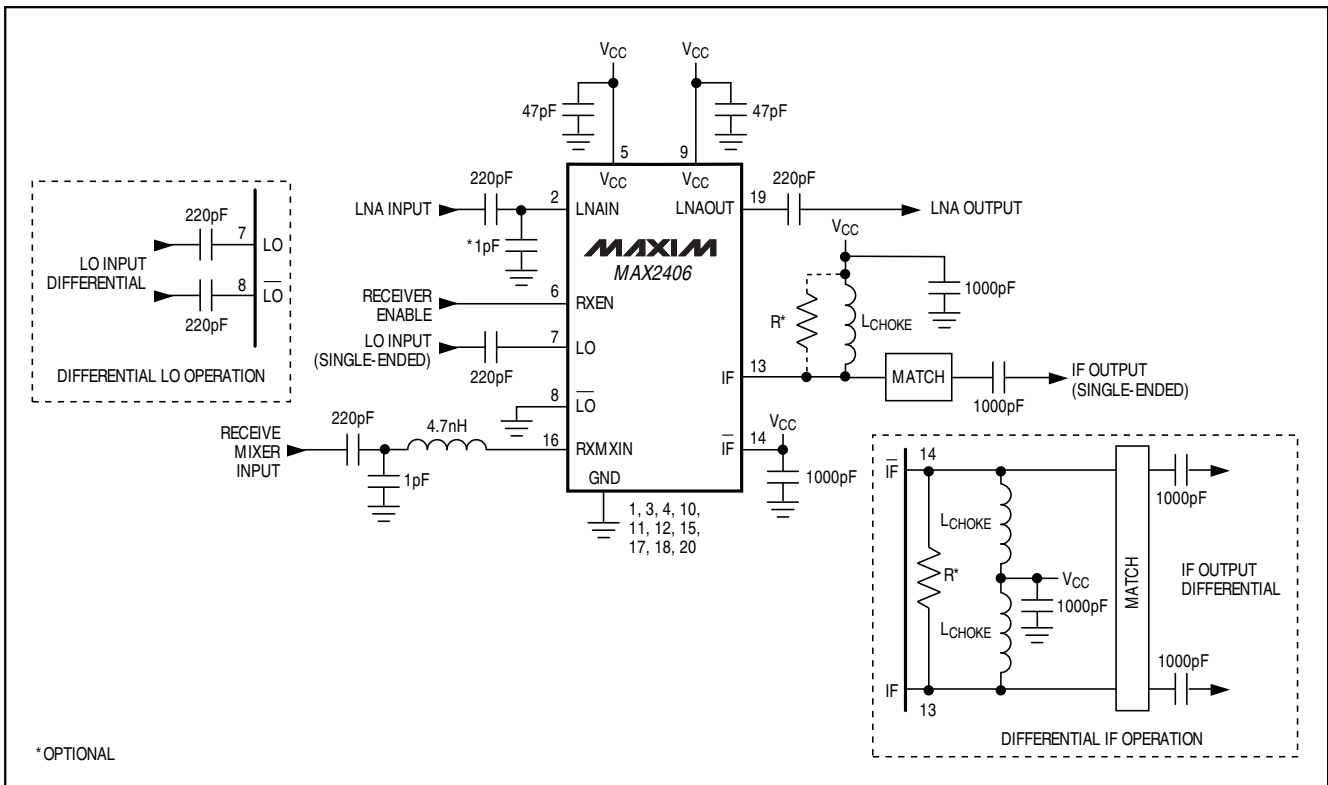 VCC
VCC
47pF
47pF
5
9
VCC
VCC
220pF
2
LNA INPUT
LNAIN
*1pF
LNAOUT
19
220pF
LNA OUTPUT
MAXIM
MAX2406
RECEIVER
ENABLE
6
RXEN
LO INPUT
(SINGLE-ENDED)
220pF
7
LO
8
LO
RECEIVE
MIXER
INPUT
220pF
1pF
4.7nH
16
RXMXIN
GND
1, 3, 4, 10,
11, 12, 15,
17, 18, 20
VCC
1000pF
R*
LCHOKE
IF
13
MATCH
1000pF
IF OUTPUT
(SINGLE-ENDED)
IF
14
VCC
1000pF
220pF
7
LO
LO INPUT
DIFFERENTIAL
8
LO
220pF
DIFFERENTIAL LO OPERATION
14
IF
1000pF
LCHOKE
R*
VCC
1000pF
LCHOKE
MATCH
IF OUTPUT
DIFFERENTIAL
1000pF
IF
13
DIFFERENTIAL IF OPERATION
*OPTIONAL